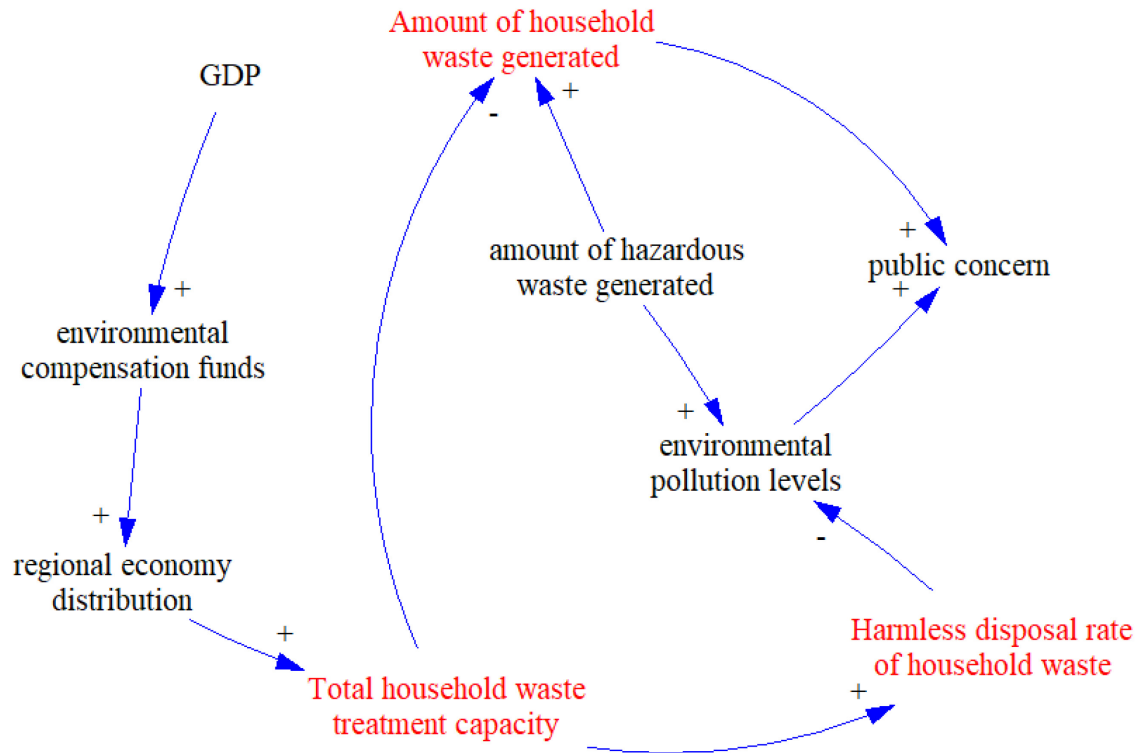 Amount of household
waste generated
GDP
+
-
amount of hazardous
waste generated
+
public concern
+
+
environmental
compensation funds
+
environmental
pollution levels
+
-
regional economy
distribution
+
Harmless disposal rate
of household waste
Total household waste
treatment capacity
+